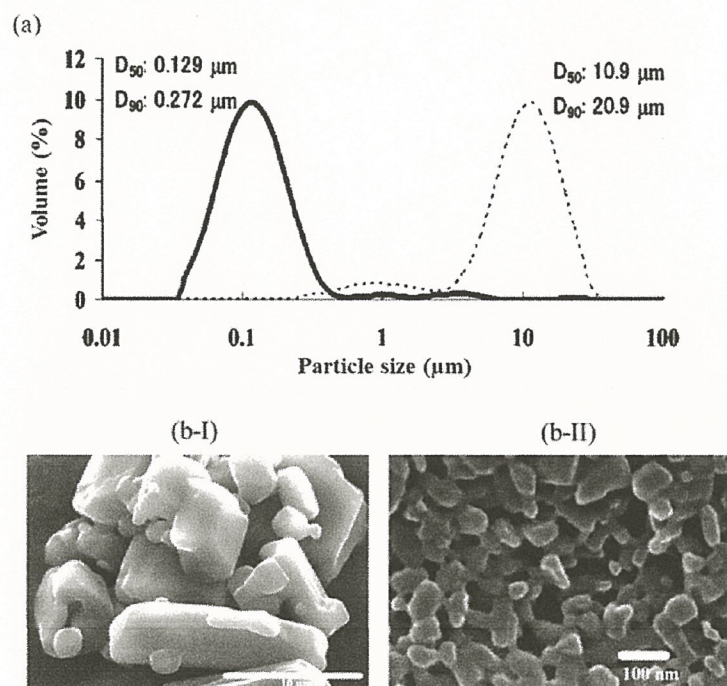 (a)
12
10
8
6
4
2
0
Volume (%)
D50: 0.129 μm
D90: 0.272 μm
D50: 10.9 μm
D90: 20.9 μm
0.01 0.1 1 10 100
Particle size (μm)
(b-I) (b-II)
100 nm